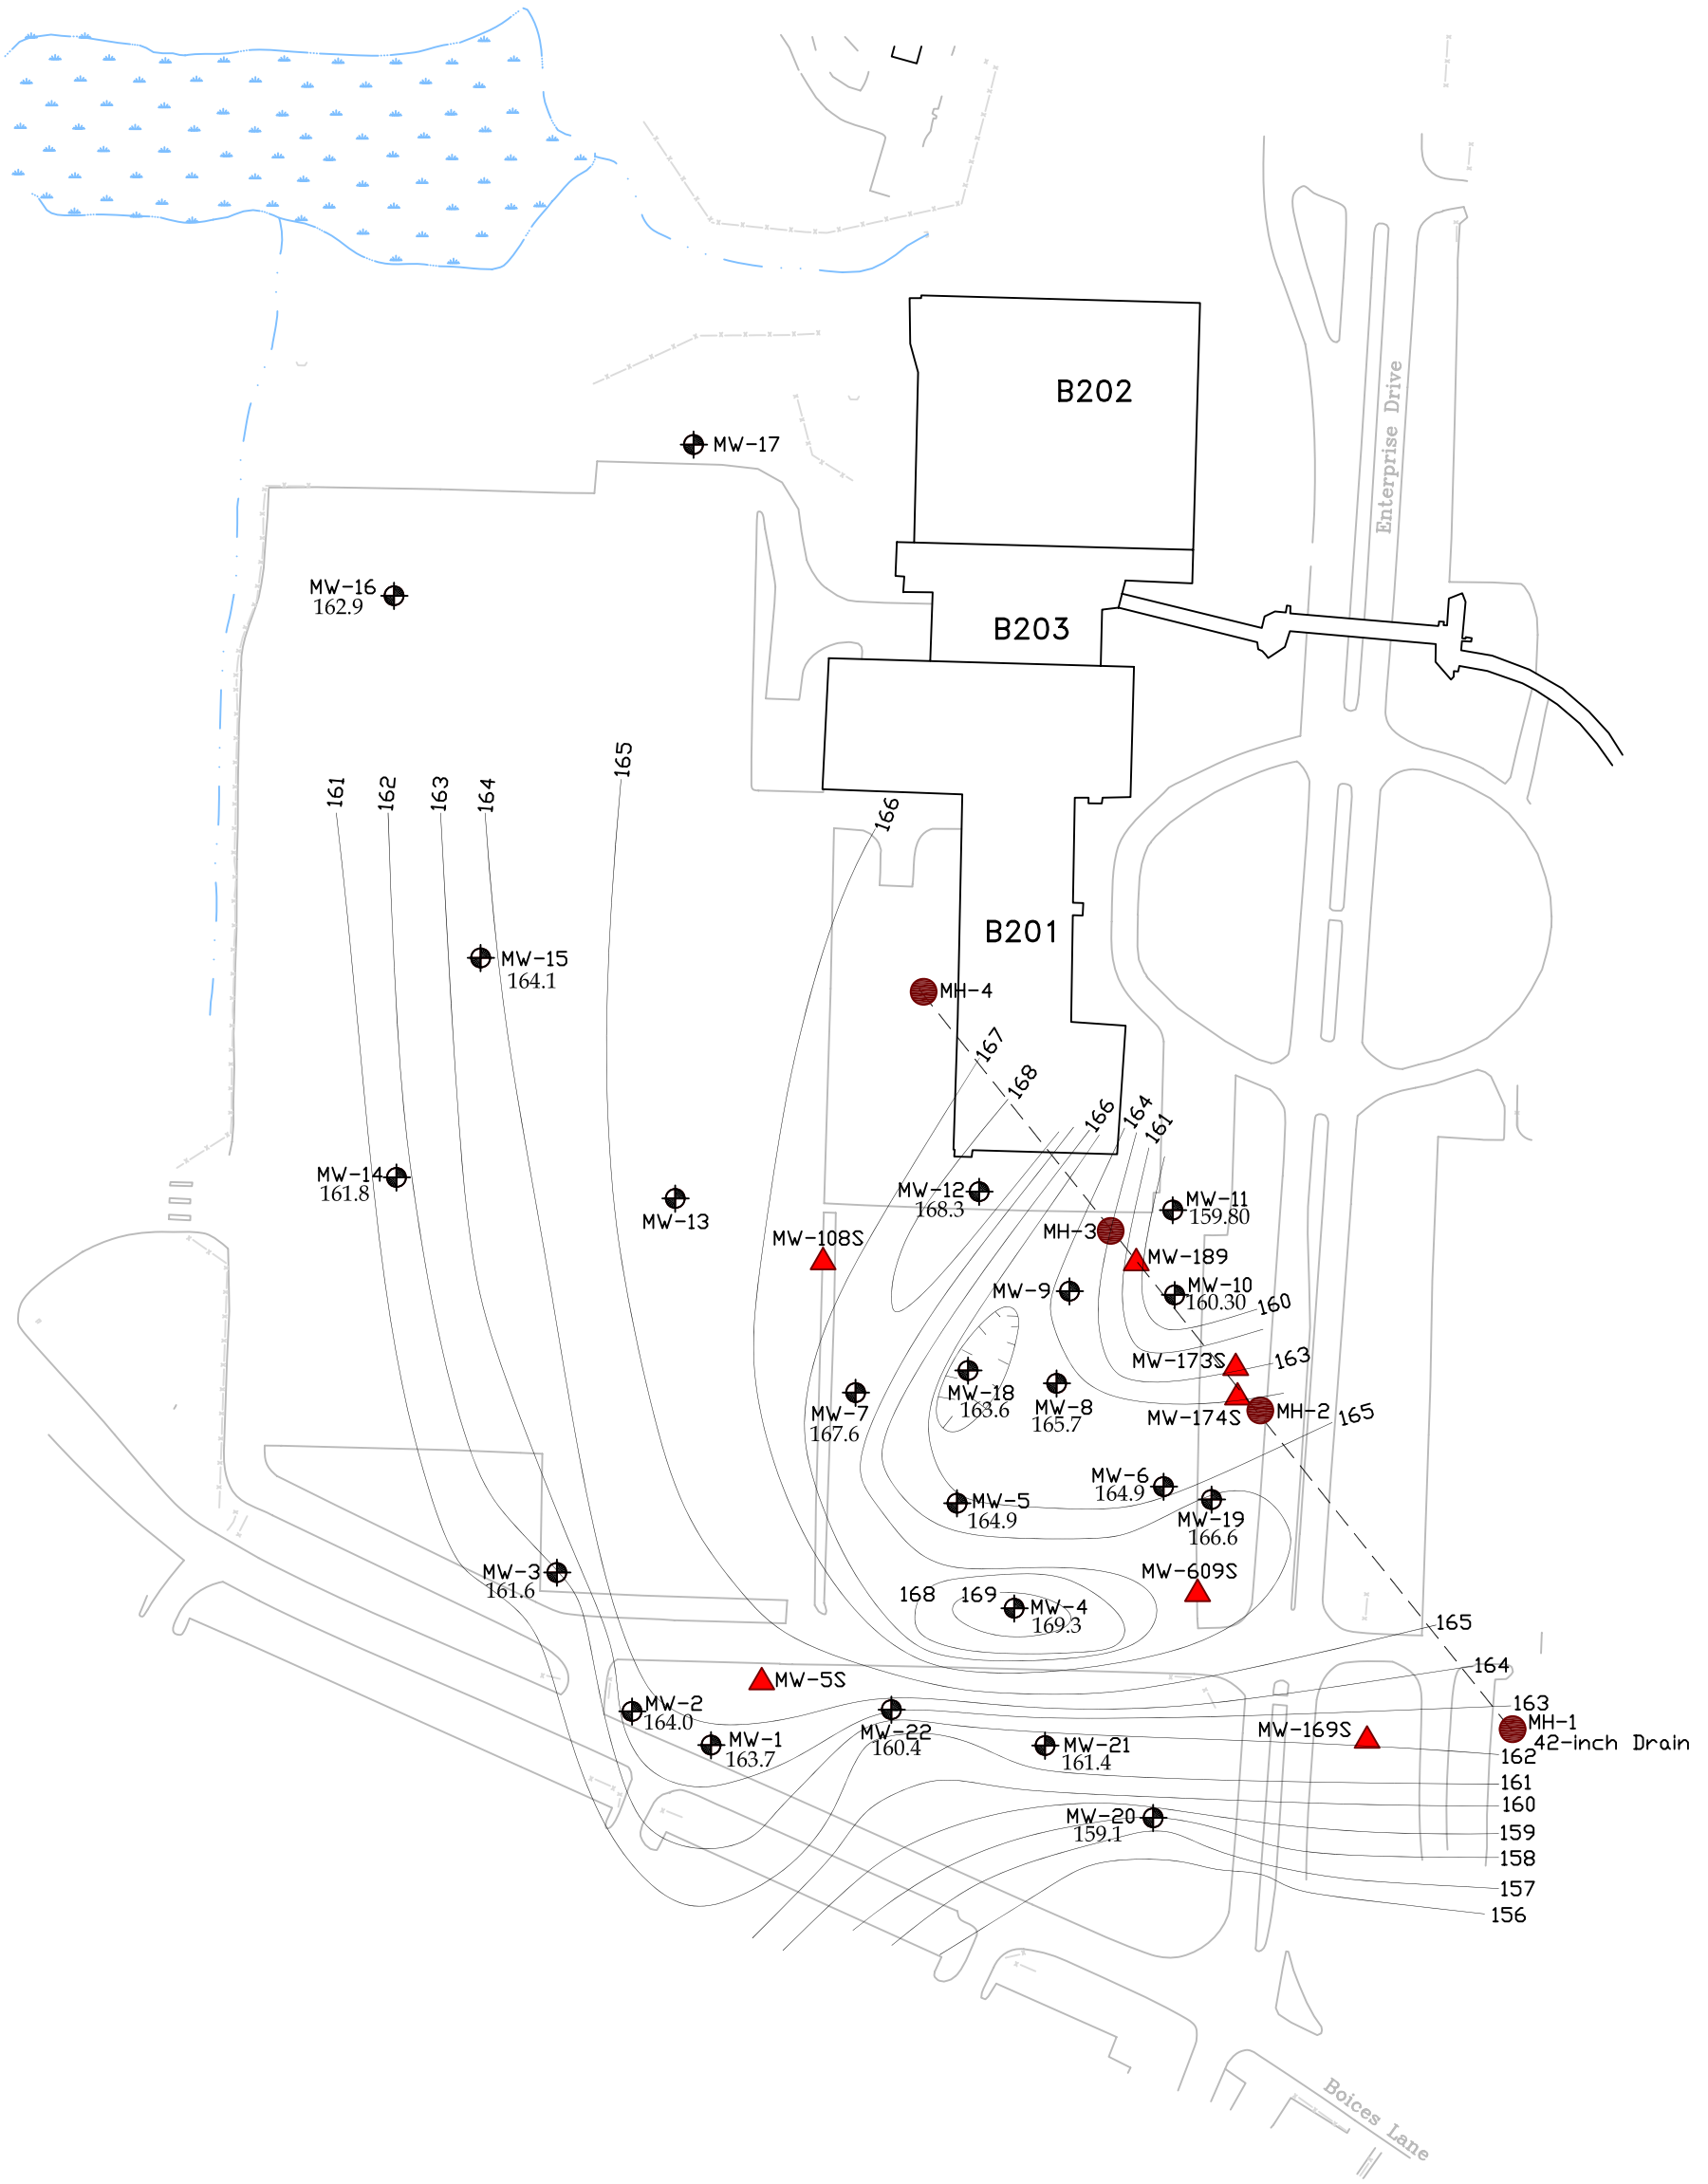 B202
Enterprise Drive
MW-17
MW-16
162.9
B203
165
161
162
163
164
166
B201
MW-15
164.1
MH-4
167
168
166
164
161
MW-14
161.8
MW-12
168.3
MW-11
159.80
MW-13
MH-3
MW-108S
MW-189
MW-9
MW-10
160.30
160
MW-173S
163
MW-18
163.6
MW-8
165.7
MW-7
167.6
MW-174S
MH-2
165
MW-6
164.9
MW-5
164.9
MW-19
166.6
MW-3
161.6
MW-609S
168
169
MW-4
169.3
165
164
MW-5S
MW-2
164.0
163
MW-22
160.4
MW-1
163.7
MW-21
161.4
MW-169S
MH-1
42-inch Drain
162
161
160
MW-20
159.1
159
158
157
156
Boices Lane